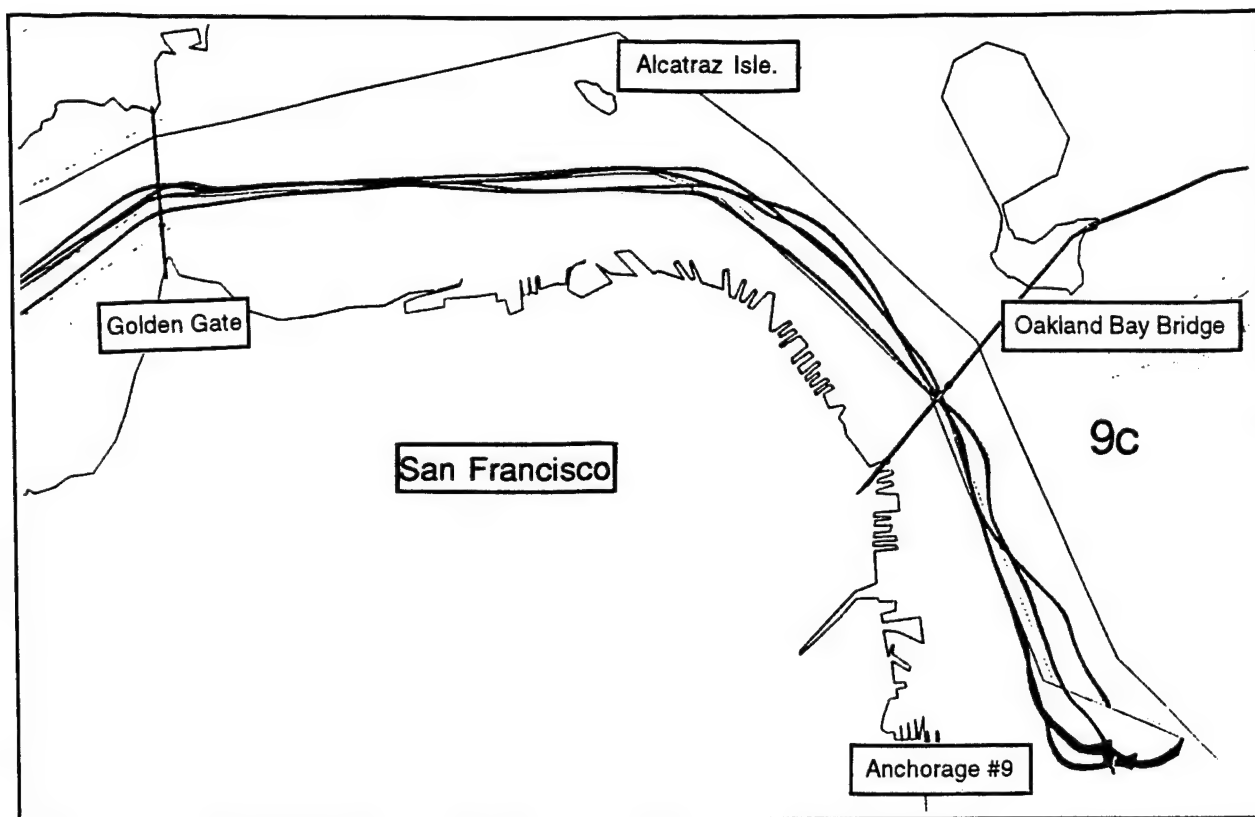 Alcatraz Isle.
Golden Gate
Oakland Bay Bridge
9c
San Francisco
Anchorage #9